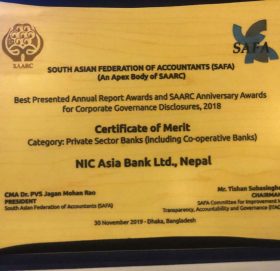 SAARC
SAFA
SOUTH ASIAN FEDERATION OF ACCOUNTANTS (SAFA)
(An Apex Body of SAARC)
Best Presented Annual Report Awards and SAARC Anniversary Awards
for Corporate Governance Disclosures, 2018
Certificate of Merit
Category: Private Sector Banks (including Co-operative Banks)
NIC Asia Bank Ltd., Nepal
CMA Dr. PVS Jagan Mohan Rao
PRESIDENT
South Asian Federation of Accountants (SAFA)
Mr. Tishan Subasinghe
CHAIRMAN
SAFA Committee for Improvement in
Transparency, Accountability and Governance
30 November 2019 - Dhaka, Bangladesh